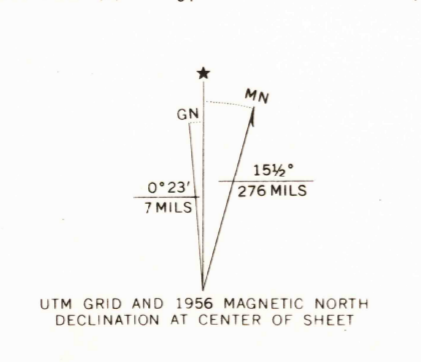 MN
GN
15½°
276 MILS
0°23'
7 MILS
UTM GRID AND 1956 MAGNETIC NORTH
DECLINATION AT CENTER OF SHEET